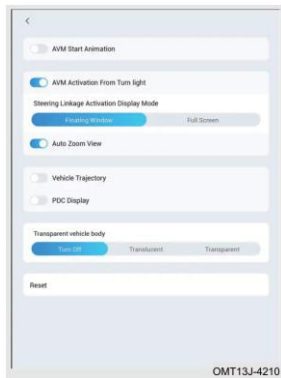 AVM Start Animation
AVM Activation From Turn light
Steering Linkage Activation Display Mode
Floating Window
Full Screen
Auto Zoom View
Vehicle Trajectory
PDC Display
Transparent vehicle body
Turn Off
Translucent
Transparent
Reset
OMT13J-4210